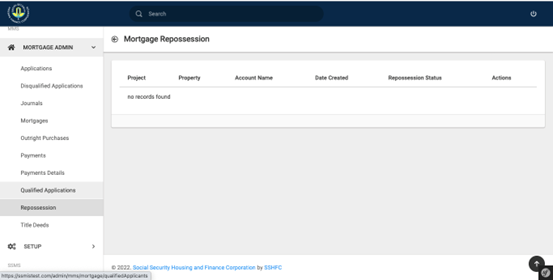 Search
MMS
MORTGAGE ADMIN
Applications
Disqualified Applications
Journals
Mortgages
Outright Purchases
Payments
Payments Details
Qualified Applications
Repossession
Title Deeds
SETUP
SSMS
https://ssmistest.com/admin/mms/mortgage/qualifiedApplicants
Mortgage Repossession
Project Property Account Name Date Created Repossession Status Actions
no records found
© 2022. Social Security Housing and Finance Corporation by SSHFC